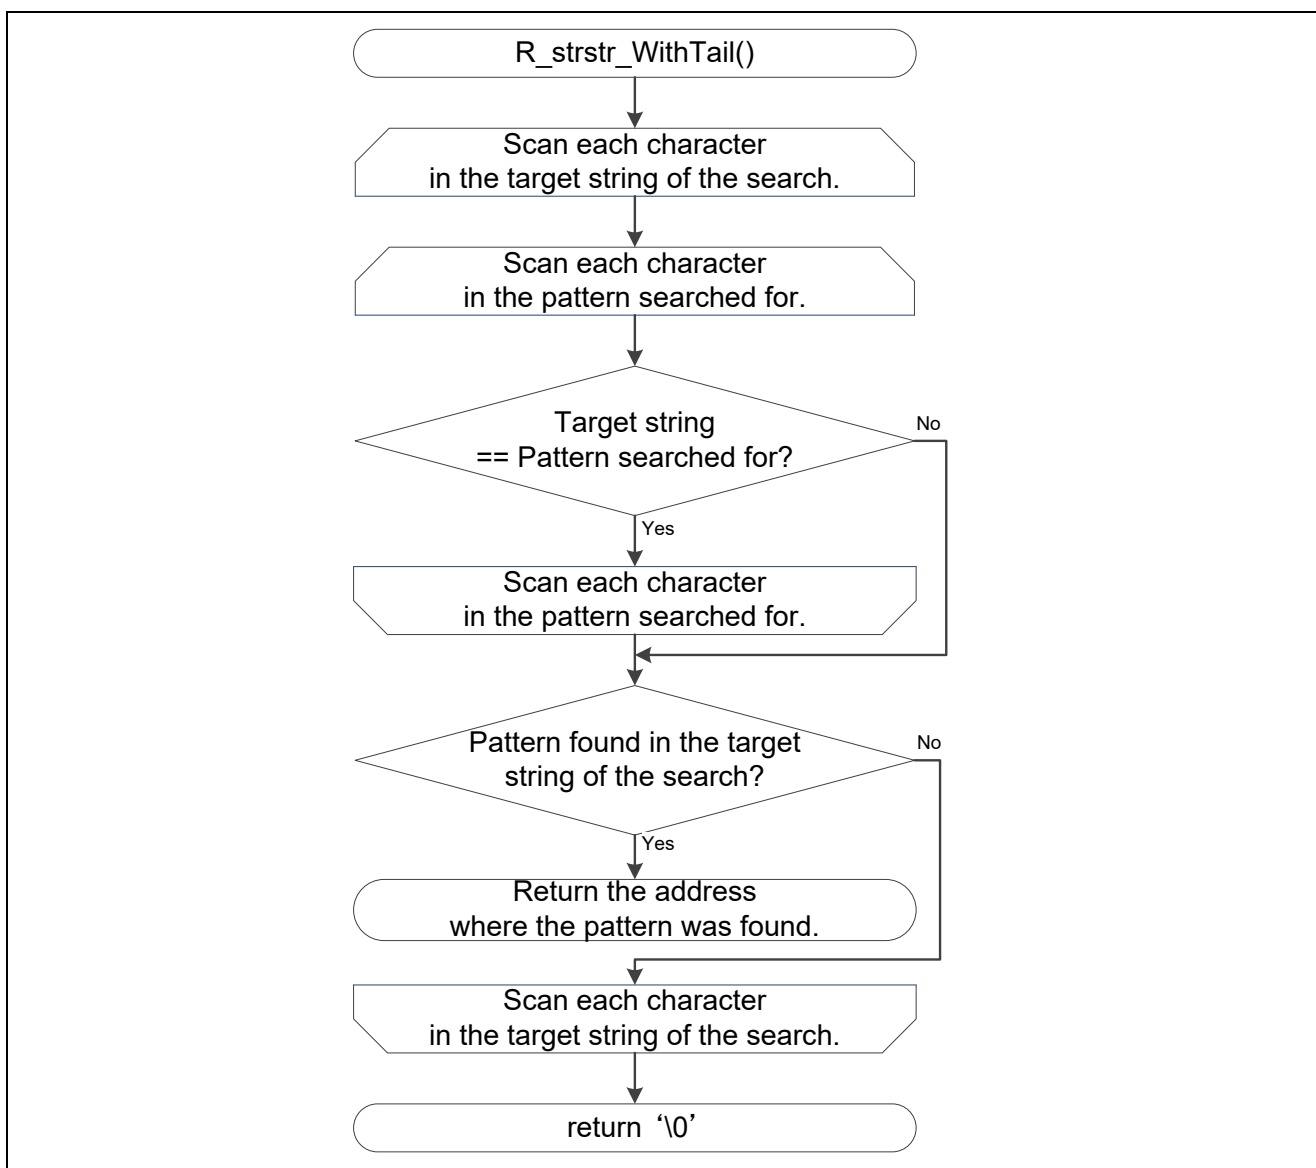 R_strstr_WithTail()
Scan each character
in the target string of the search.
Scan each character
in the pattern searched for.
Target string
== Pattern searched for?
No
Yes
Scan each character
in the pattern searched for.
Pattern found in the target
string of the search?
No
Yes
Return the address
where the pattern was found.
Scan each character
in the target string of the search.
return ‘\0’